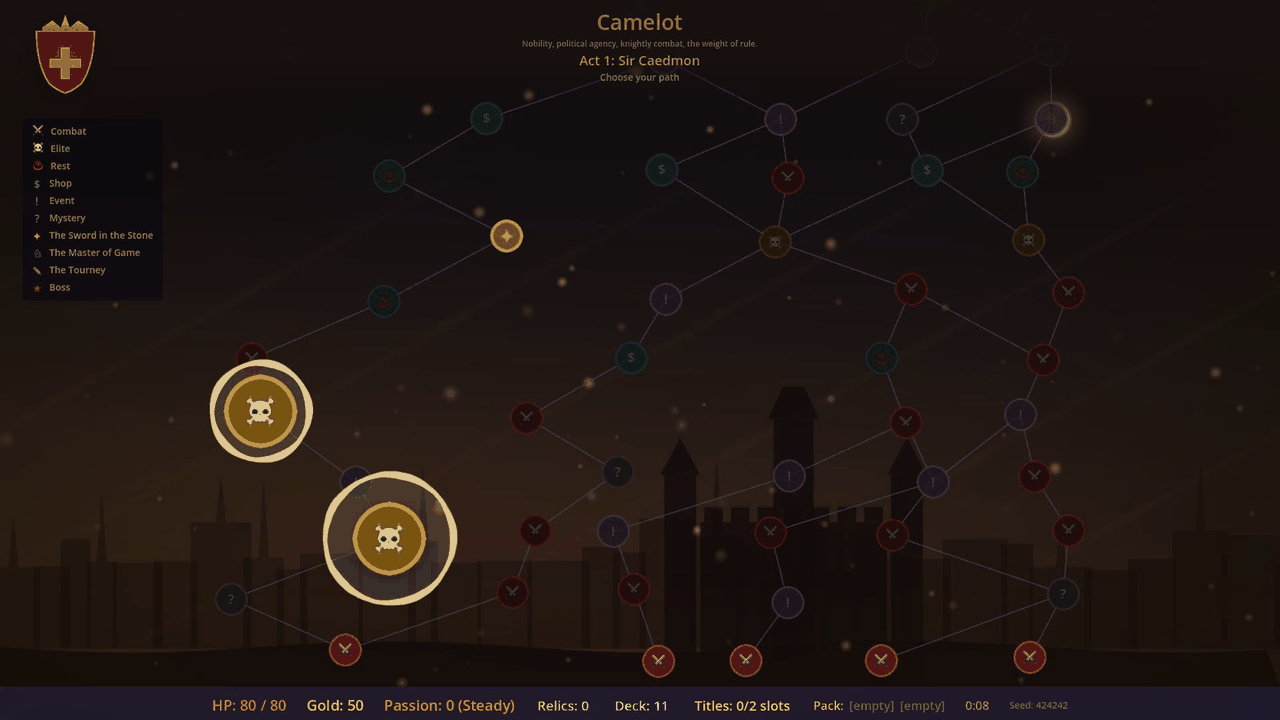 Camelot
Nobility, political agency, knightly combat, the weight of rule.
Act 1: Sir Caedmon
Choose your path
Combat
Elite
Rest
$ Shop
! Event
? Mystery
The Sword in the Stone
The Master of Game
The Tourney
Boss
$
!
?
$
$
!
$
!
?
!
!
!
?
!
?
HP: 80 / 80 Gold: 50 Passion: 0 (Steady) Relics: 0 Deck: 11 Titles: 0/2 slots Pack: [empty] [empty] 0:08 Seed: 424242